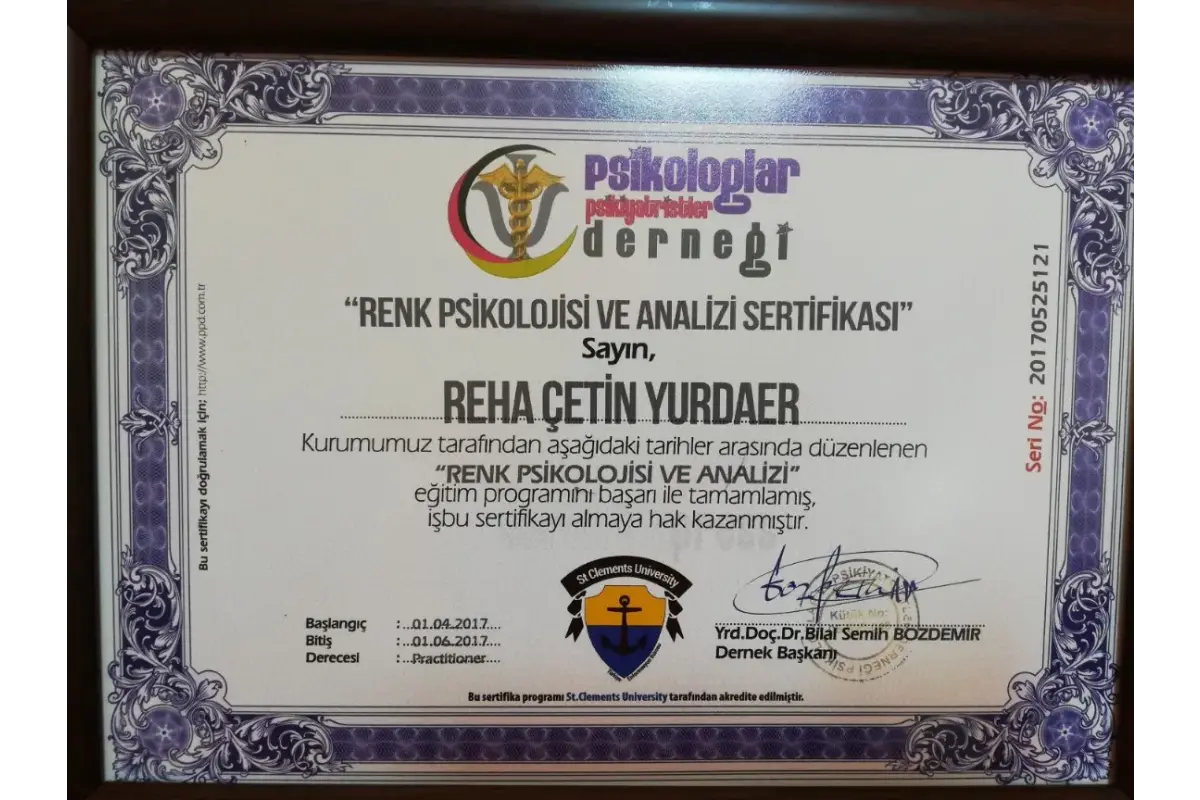 psikologlar
psikiyatristler
derneği
“RENK PSİKOLOJİSİ VE ANALİZİ SERTİFİKASI”
Sayın,
REHA ÇETİN YURDAER
Kurumumuz tarafından aşağıdaki tarihler arasında düzenlenen
“RENK PSİKOLOJİSİ VE ANALİZİ”
eğitim programını başarı ile tamamlamış,
işbu sertifikayı almaya hak kazanmıştır.
Bu sertifikayı doğrulamak için: http://www.ppd.com.tr
Seri No: 20170525121
Başlangıç :...01.04.2017...
Bitiş :...01.06.2017...
Derecesi :...Practitioner...
St Clements University
Kütük No:
Yrd.Doç.Dr.Bilal Semih BOZDEMİR
Dernek Başkanı
Bu sertifika programı St.Clements University tarafından akredite edilmiştir.